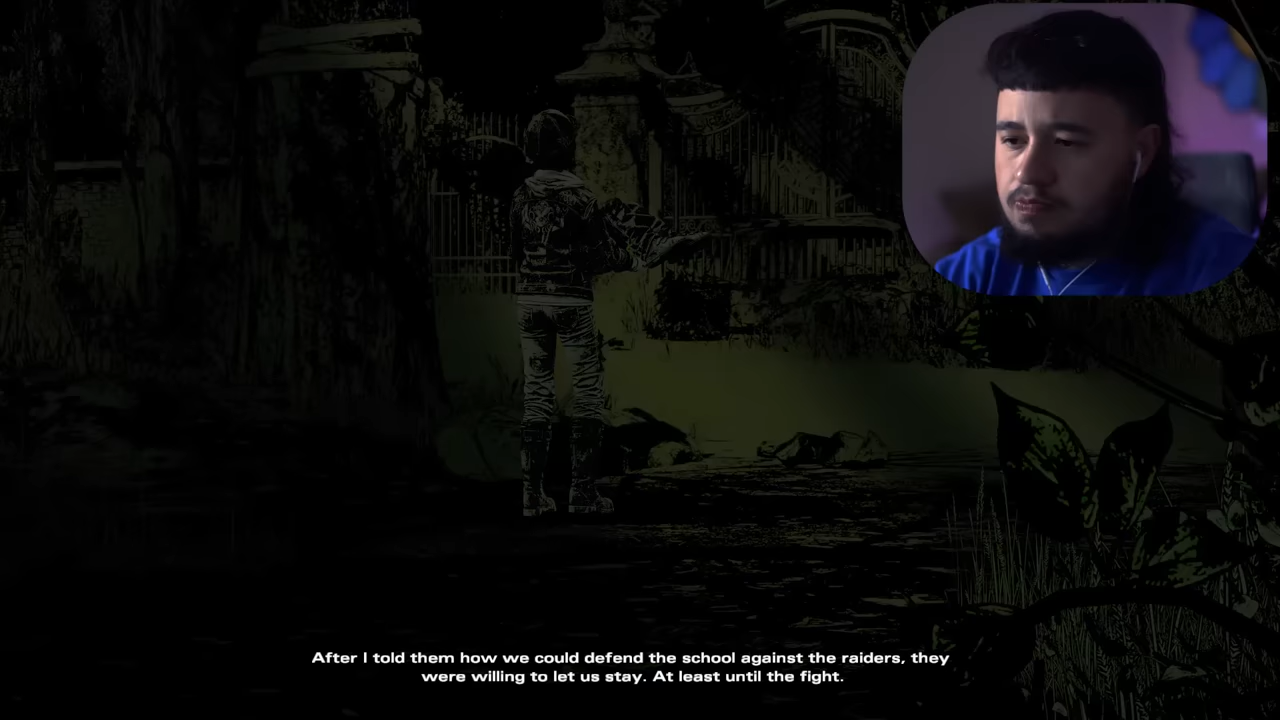 After I told them how we could defend the school against the raiders, they
were willing to let us stay. At least until the fight.